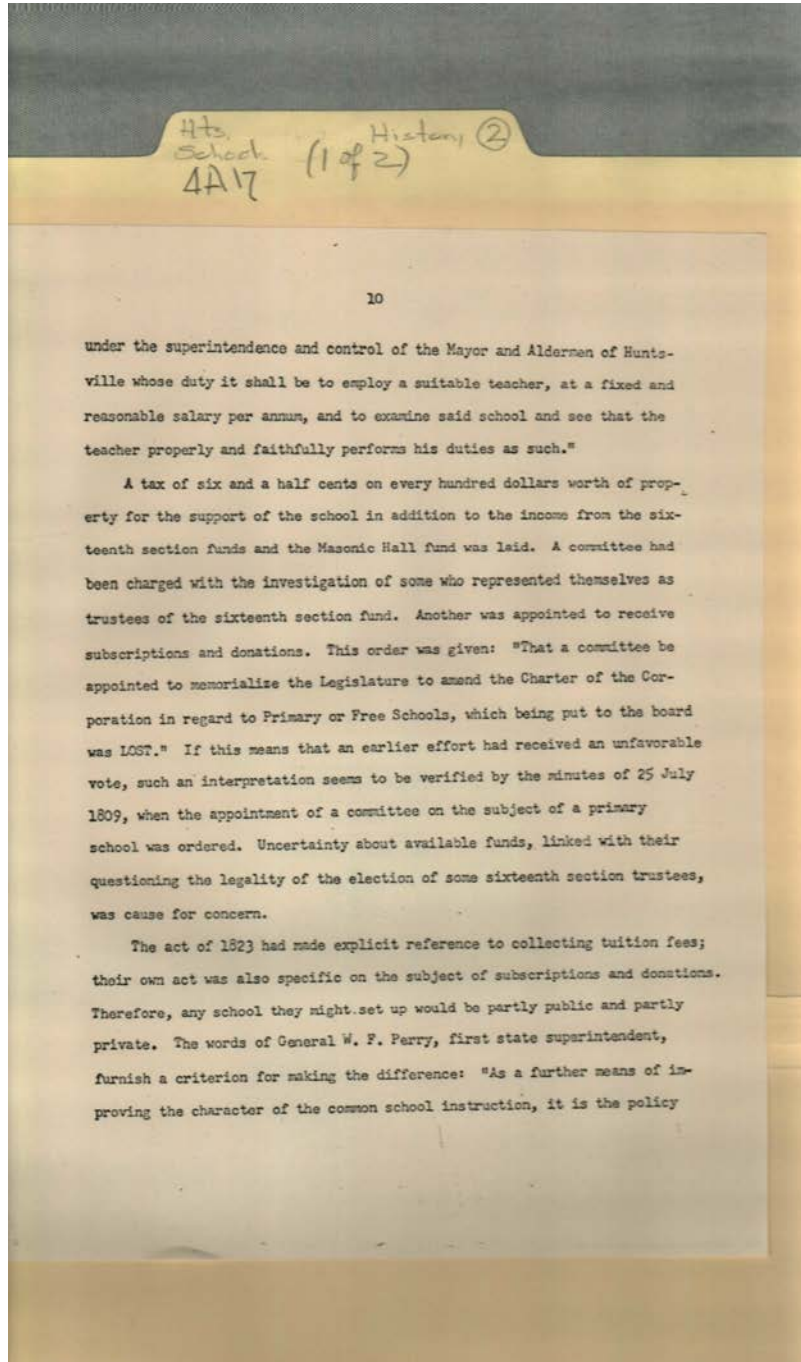 Hts. History ②
School (1 of 2)
4A17
10
under the superintendence and control of the Mayor and Aldermen of Hunts-
ville whose duty it shall be to employ a suitable teacher, at a fixed and
reasonable salary per annum, and to examine said school and see that the
teacher properly and faithfully performs his duties as such."
A tax of six and a half cents on every hundred dollars worth of prop-
erty for the support of the school in addition to the income from the six-
teenth section funds and the Masonic Hall fund was laid. A committee had
been charged with the investigation of some who represented themselves as
trustees of the sixteenth section fund. Another was appointed to receive
subscriptions and donations. This order was given: "That a committee be
appointed to memorialize the Legislature to amend the Charter of the Cor-
poration in regard to Primary or Free Schools, which being put to the board
was LOST." If this means that an earlier effort had received an unfavorable
vote, such an interpretation seems to be verified by the minutes of 25 July
1809, when the appointment of a committee on the subject of a primary
school was ordered. Uncertainty about available funds, linked with their
questioning the legality of the election of some sixteenth section trustees,
was cause for concern.
The act of 1823 had made explicit reference to collecting tuition fees;
their own act was also specific on the subject of subscriptions and donations.
Therefore, any school they might set up would be partly public and partly
private. The words of General W. F. Perry, first state superintendent,
furnish a criterion for making the difference: "As a further means of im-
proving the character of the common school instruction, it is the policy